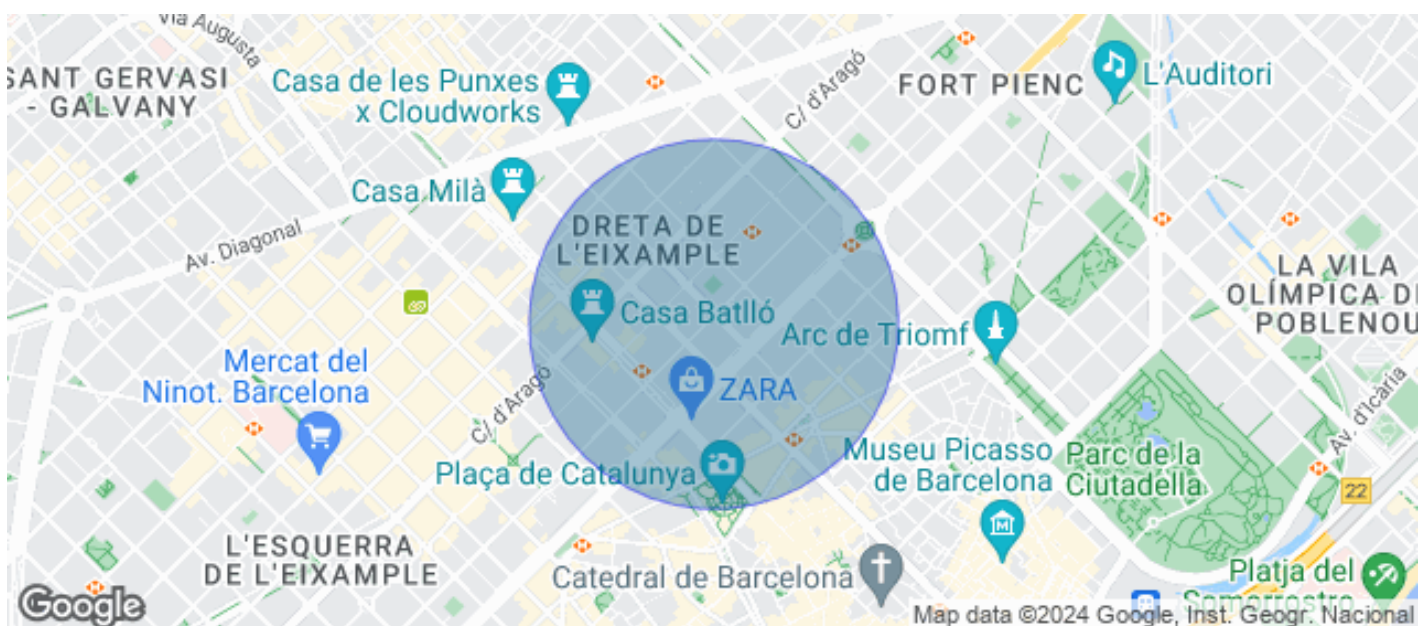 Via Augusta
SANT GERVASI
- GALVANY
Casa de les Punxes
x Cloudworks
C/ d'Aragó
FORT PIENC
L'Auditori
Casa Milà
Av. Diagonal
DRETA DE
L'EIXAMPLE
LA VILA
OLÍMPICA DE
POBLENOU
Casa Batlló
Arc de Triomf
Mercat del
Ninot. Barcelona
C/ d'Aragó
ZARA
Av. d'Icària
Plaça de Catalunya
Museu Picasso
de Barcelona
Parc de la
Ciutadella
22
L'ESQUERRA
DE L'EIXAMPLE
Catedral de Barcelona
Platja del
Somorrostro
Google
Map data ©2024 Google, Inst. Geogr. Nacional